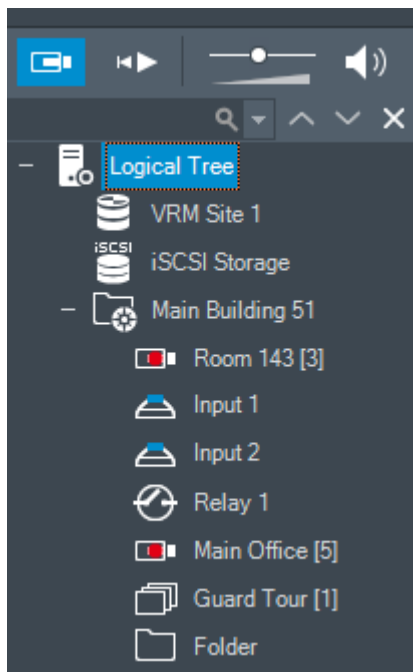 Logical Tree
VRM Site 1
iSCSI
iSCSI Storage
Main Building 51
Room 143 [3]
Input 1
Input 2
Relay 1
Main Office [5]
Guard Tour [1]
Folder